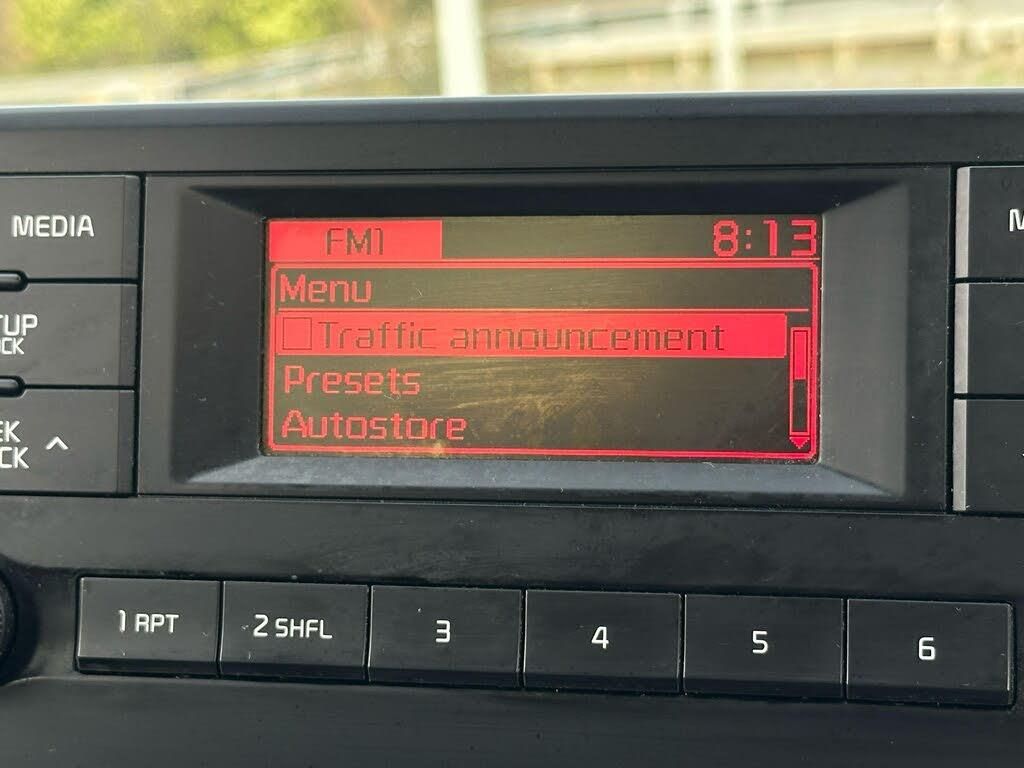 FM1 8:13
MEDIA
Menu
Traffic announcement
Presets
Autostore
1 RPT 2 SHFL 3 4 5 6